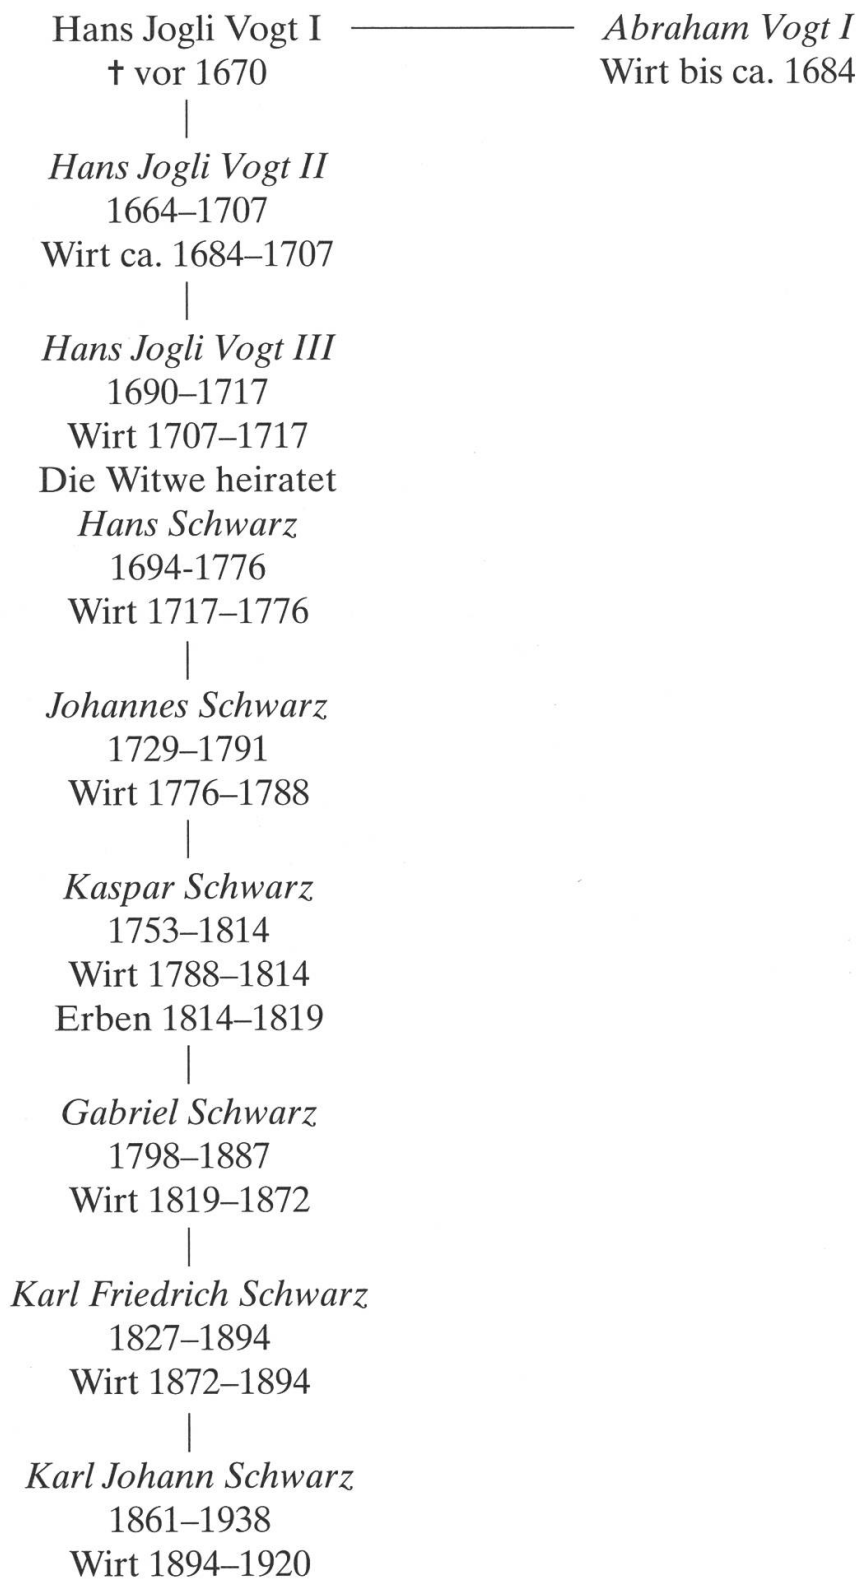 Hans Jogli Vogt I
Abraham Vogt I
† vor 1670
Wirt bis ca. 1684
Hans Jogli Vogt II
1664–1707
Wirt ca. 1684–1707
Hans Jogli Vogt III
1690–1717
Wirt 1707–1717
Die Witwe heiratet
Hans Schwarz
1694-1776
Wirt 1717–1776
Johannes Schwarz
1729–1791
Wirt 1776–1788
Kaspar Schwarz
1753–1814
Wirt 1788–1814
Erben 1814–1819
Gabriel Schwarz
1798–1887
Wirt 1819–1872
Karl Friedrich Schwarz
1827–1894
Wirt 1872–1894
Karl Johann Schwarz
1861–1938
Wirt 1894–1920